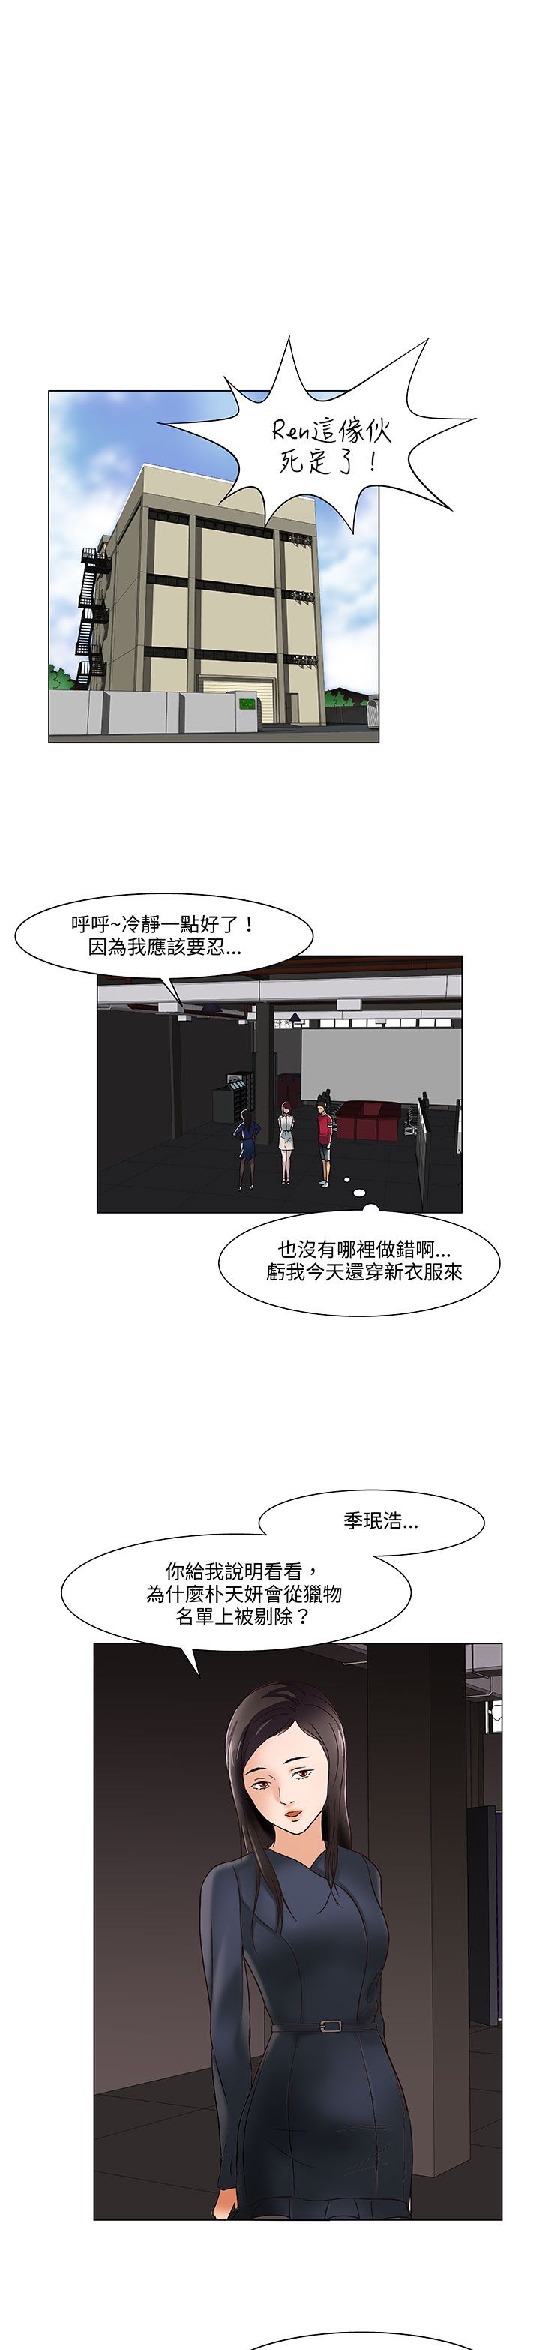 Ren這傢伙
死定了！
呼呼~冷靜一點好了！
因為我應該要忍...
也沒有哪裡做錯啊...
虧我今天還穿新衣服來
季珉浩...
你給我說明看看，
為什麼朴天妍會從獵物
名單上被剔除？